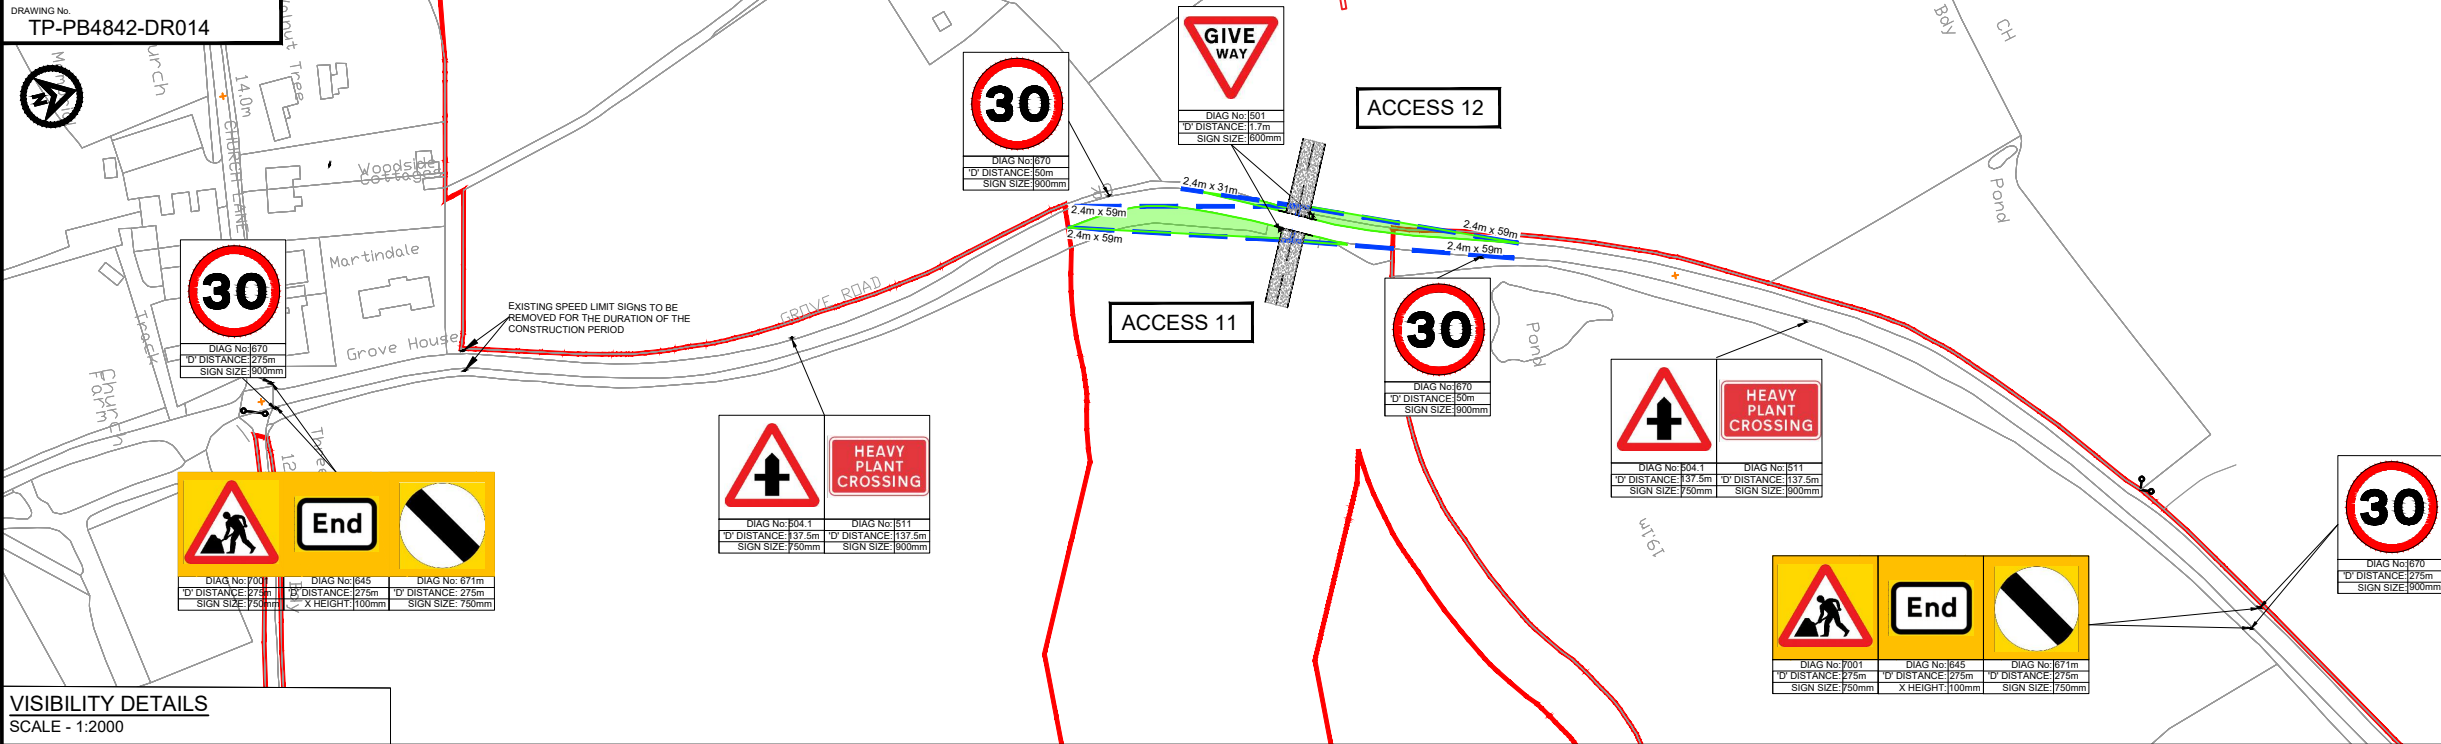 DRAWING No.
TP-PB4842-DR014
N
14.0m
CHURCH LANE
Walnut Tree
Woodside
Cottages
Martindale
Grove House
Track
Church
Farm
30
DIAG No: 670
'D' DISTANCE: 275m
SIGN SIZE: 900mm
EXISTING SPEED LIMIT SIGNS TO BE
REMOVED FOR THE DURATION OF THE
CONSTRUCTION PERIOD
GROVE ROAD
End
DIAG No: 7001 DIAG No: 645 DIAG No: 671m
'D' DISTANCE: 275m 'D' DISTANCE: 275m 'D' DISTANCE: 275m
SIGN SIZE: 750mm X HEIGHT: 100mm SIGN SIZE: 750mm
HEAVY
PLANT
CROSSING
DIAG No: 504.1 DIAG No: 511
'D' DISTANCE: 137.5m 'D' DISTANCE: 137.5m
SIGN SIZE: 750mm SIGN SIZE: 900mm
30
DIAG No: 670
'D' DISTANCE: 50m
SIGN SIZE: 900mm
GIVE
WAY
DIAG No: 501
'D' DISTANCE: 1.7m
SIGN SIZE: 600mm
ACCESS 12
2.4m x 31m
2.4m x 59m
2.4m x 59m
2.4m x 59m
2.4m x 59m
ACCESS 11
30
DIAG No: 670
'D' DISTANCE: 50m
SIGN SIZE: 900mm
Pond
Pond
Bdy
CH
HEAVY
PLANT
CROSSING
DIAG No: 504.1 DIAG No: 511
'D' DISTANCE: 137.5m 'D' DISTANCE: 137.5m
SIGN SIZE: 750mm SIGN SIZE: 900mm
19.1m
End
DIAG No: 7001 DIAG No: 645 DIAG No: 671m
'D' DISTANCE: 275m 'D' DISTANCE: 275m 'D' DISTANCE: 275m
SIGN SIZE: 750mm X HEIGHT: 100mm SIGN SIZE: 750mm
30
DIAG No: 670
'D' DISTANCE: 275m
SIGN SIZE: 900mm
VISIBILITY DETAILS
SCALE - 1:2000